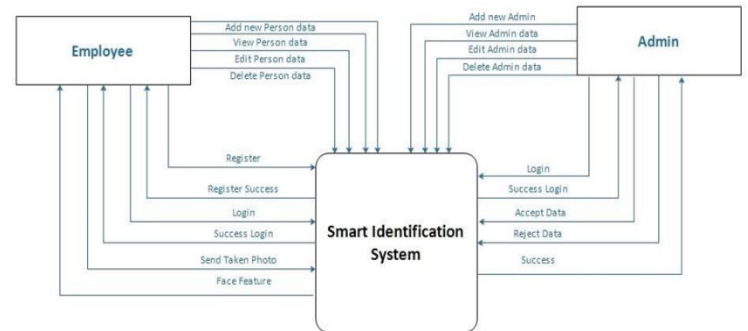 Employee
Add new Person data
View Person data
Edit Person data
Delete Person data
Add new Admin
View Admin data
Edit Admin data
Delete Admin data
Admin
Register
Register Success
Login
Success Login
Send Taken Photo
Face Feature
Smart Identification
System
Login
Success Login
Accept Data
Reject Data
Success